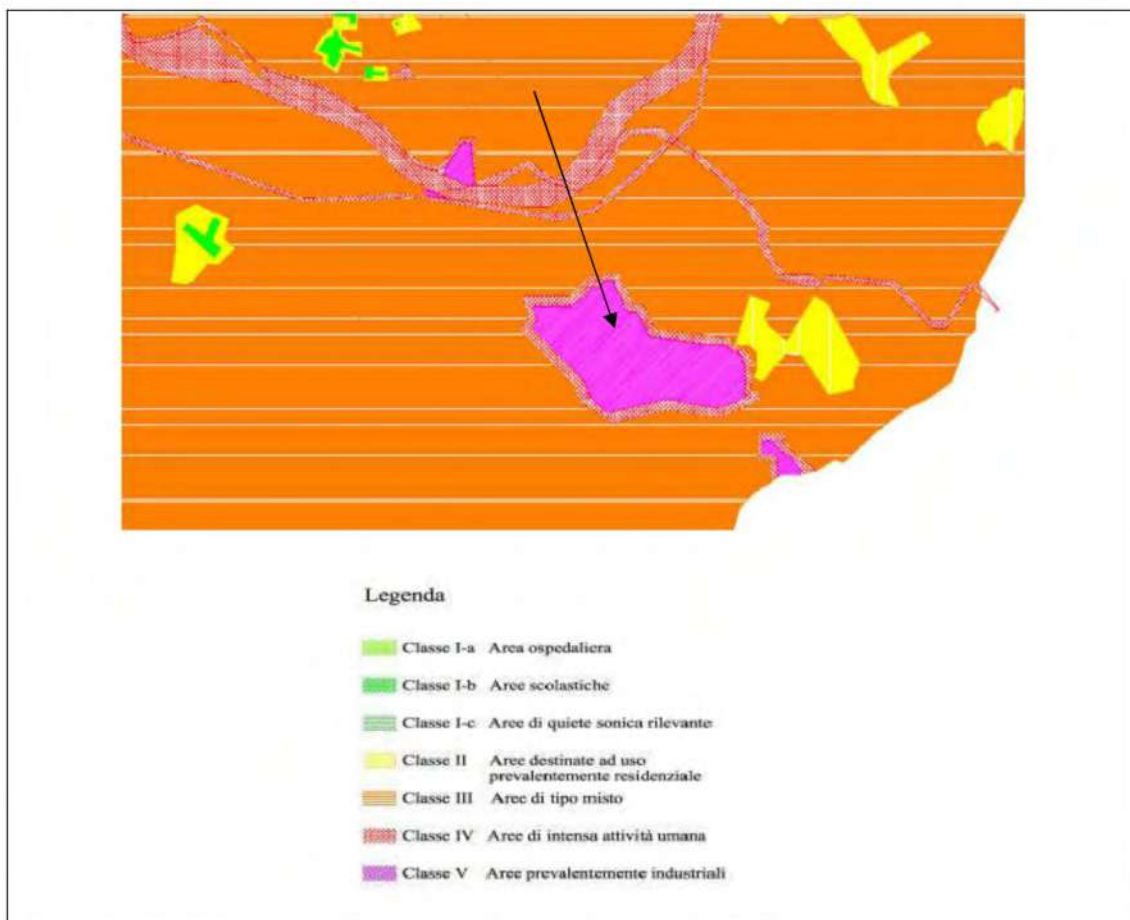 Legenda
Classe I-a Area ospedaliera
Classe I-b Aree scolastiche
Classe I-c Aree di quiete sonica rilevante
Classe II Aree destinate ad uso
prevalentemente residenziale
Classe III Aree di tipo misto
Classe IV Aree di intensa attività umana
Classe V Aree prevalentemente industriali